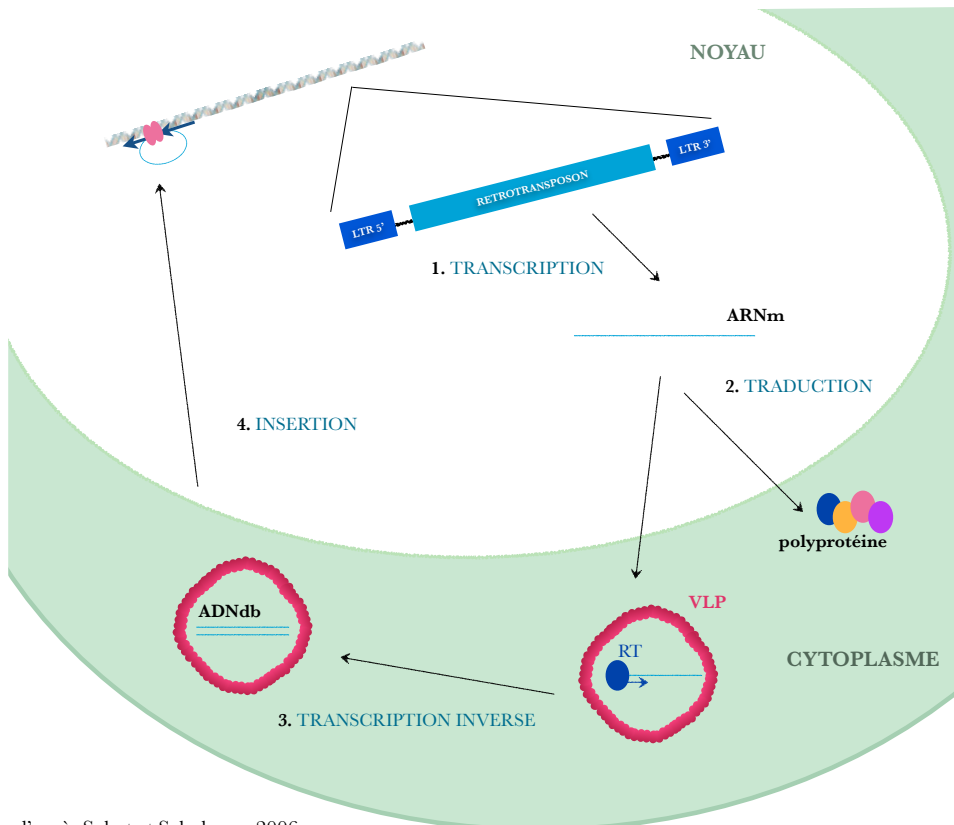 NOYAU
LTR 3’
RETROTRANSPOSON
LTR 5’
1. TRANSCRIPTION
ARNm
2. TRADUCTION
4. INSERTION
polyprotéine
ADNdb
VLP
RT
CYTOPLASME
3. TRANSCRIPTION INVERSE
2006